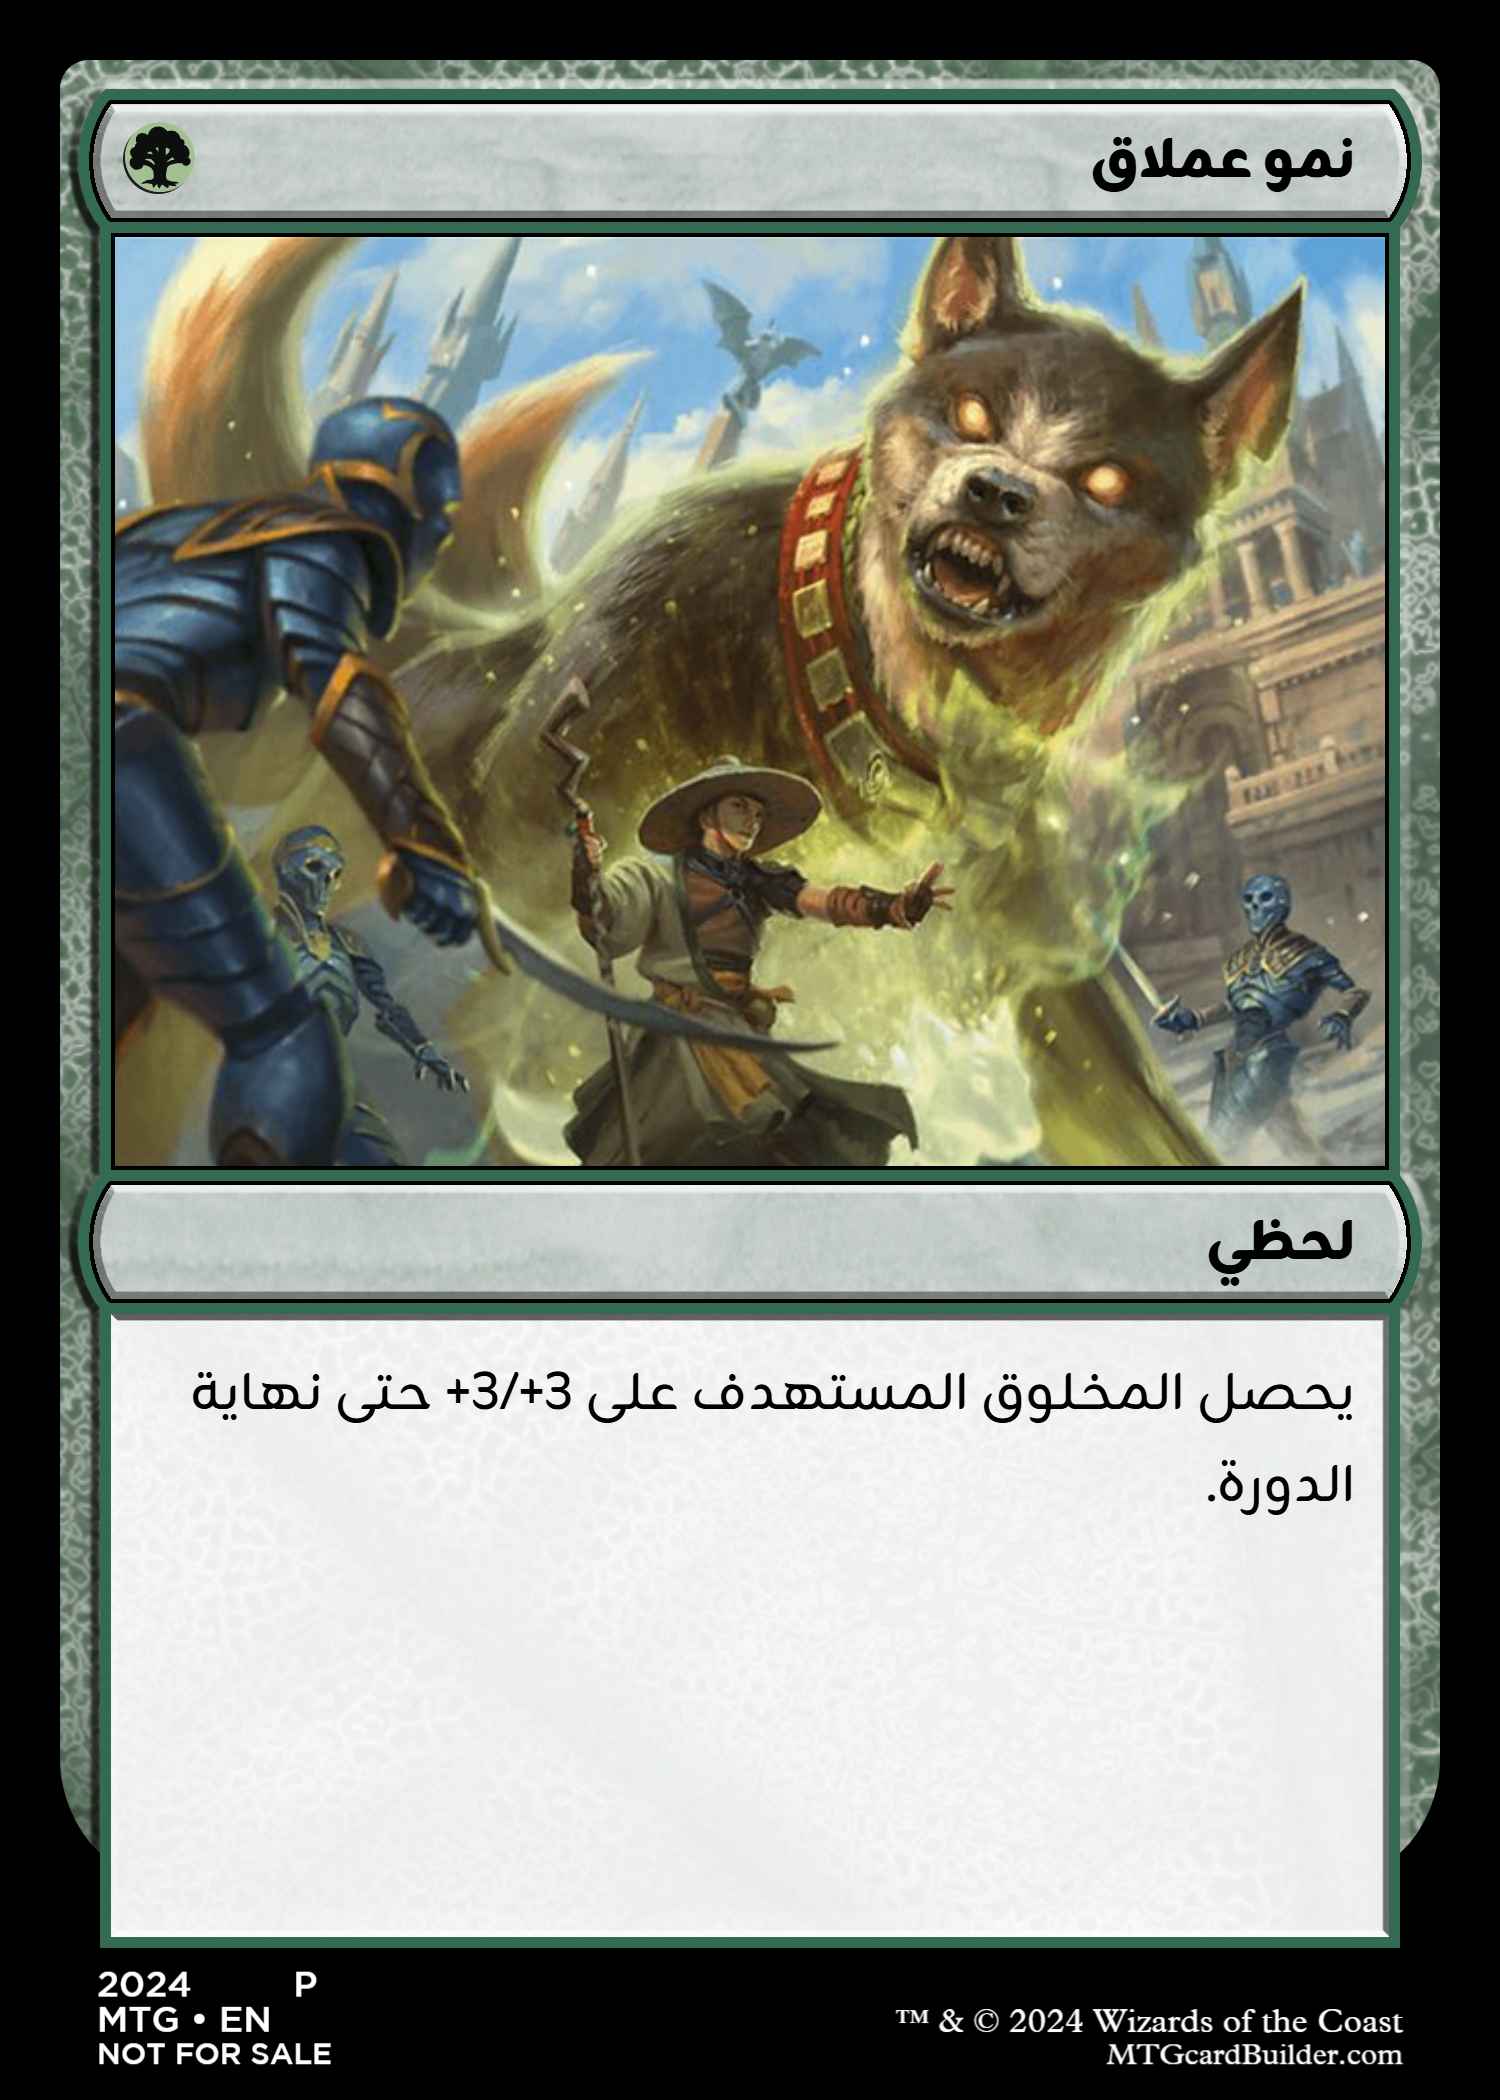 نمو عملاق
لحظي
يحصل المخلوق المستهدف على 3+/3+ حتى نهاية
الدورة.
2024 P
MTG • EN
NOT FOR SALE
™ & © 2024 Wizards of the Coast
MTGcardBuilder.com